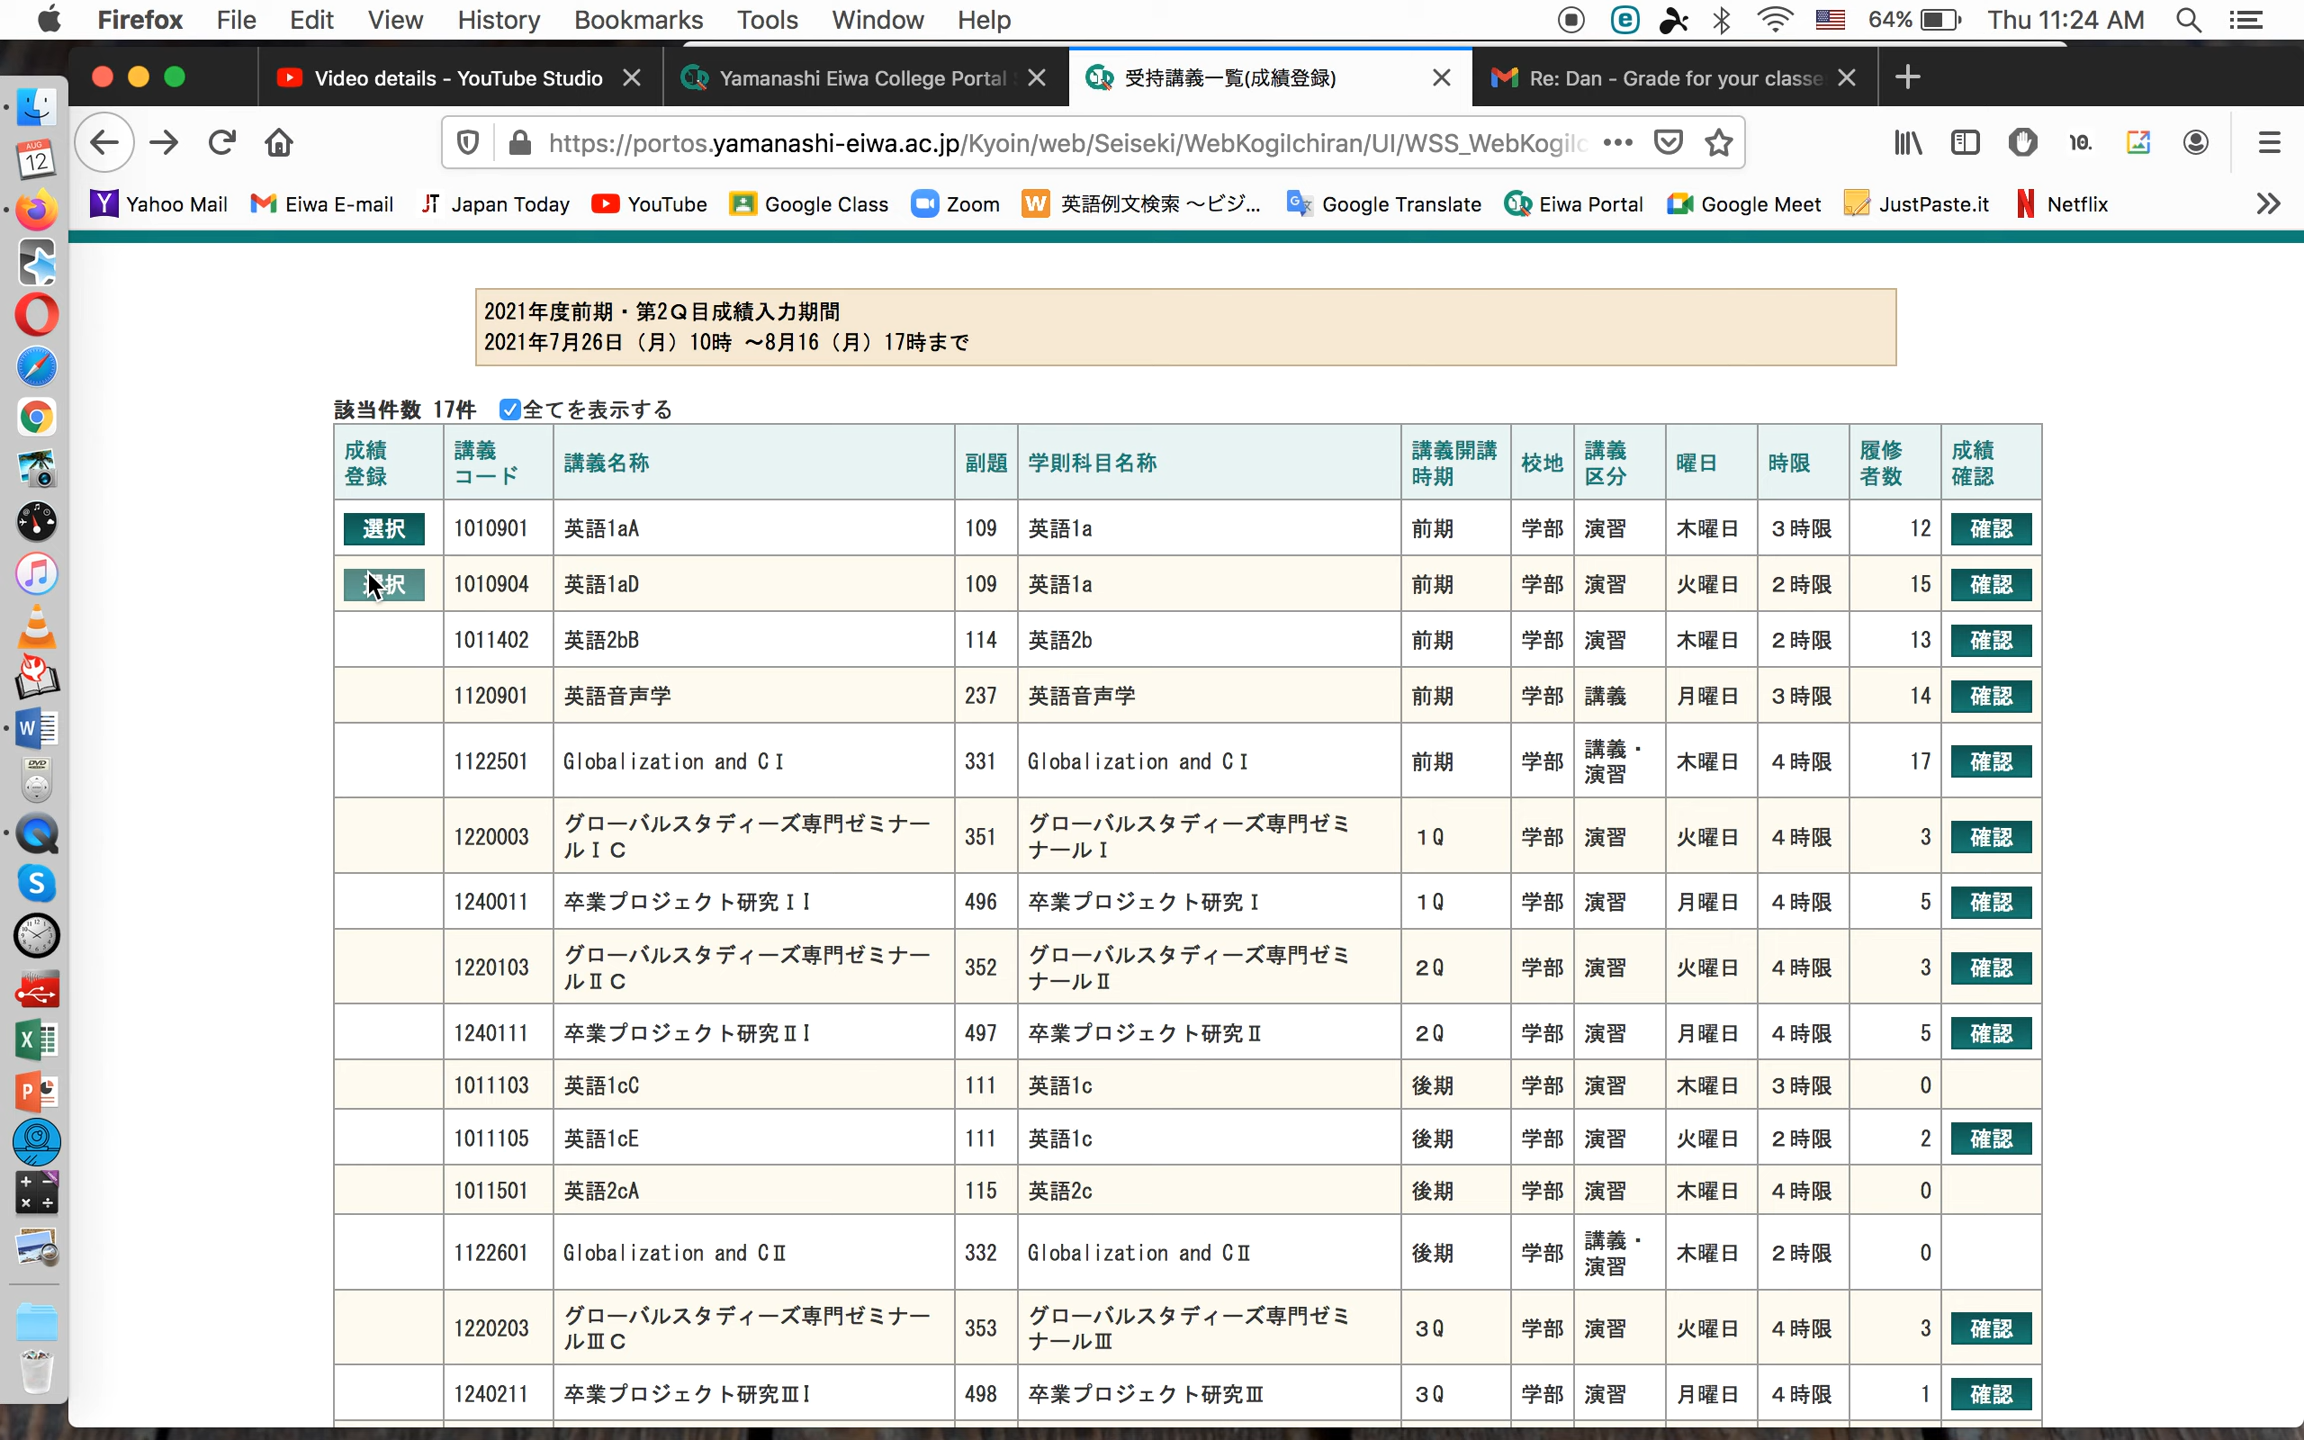 Firefox File Edit View History Bookmarks Tools Window Help 64% Thu 11:24 AM
Video details - YouTube Studio Yamanashi Eiwa College Portal 受持講義一覧(成績登録) Re: Dan - Grade for your classe
https://portos.yamanashi-eiwa.ac.jp/Kyoin/web/Seiseki/WebKogiIchiran/UI/WSS_WebKogiIc
Yahoo Mail Eiwa E-mail Japan Today YouTube Google Class Zoom 英語例文検索 〜ビジ... Google Translate Eiwa Portal Google Meet JustPaste.it Netflix
2021年度前期・第2Q目成績入力期間
2021年7月26日（月）10時 〜8月16（月）17時まで
該当件数 17件 全てを表示する
成績登録 講義コード 講義名称 副題 学則科目名称 講義開講時期 校地 講義区分 曜日 時限 履修者数 成績確認
選択 1010901 英語1aA 109 英語1a 前期 学部 演習 木曜日 3時限 12 確認
選択 1010904 英語1aD 109 英語1a 前期 学部 演習 火曜日 2時限 15 確認
1011402 英語2bB 114 英語2b 前期 学部 演習 木曜日 2時限 13 確認
1120901 英語音声学 237 英語音声学 前期 学部 講義 月曜日 3時限 14 確認
1122501 Globalization and CⅠ 331 Globalization and CⅠ 前期 学部 講義・演習 木曜日 4時限 17 確認
1220003 グローバルスタディーズ専門ゼミナールⅠC 351 グローバルスタディーズ専門ゼミナールⅠ 1Q 学部 演習 火曜日 4時限 3 確認
1240011 卒業プロジェクト研究ⅠI 496 卒業プロジェクト研究Ⅰ 1Q 学部 演習 月曜日 4時限 5 確認
1220103 グローバルスタディーズ専門ゼミナールⅡC 352 グローバルスタディーズ専門ゼミナールⅡ 2Q 学部 演習 火曜日 4時限 3 確認
1240111 卒業プロジェクト研究ⅡI 497 卒業プロジェクト研究Ⅱ 2Q 学部 演習 月曜日 4時限 5 確認
1011103 英語1cC 111 英語1c 後期 学部 演習 木曜日 3時限 0
1011105 英語1cE 111 英語1c 後期 学部 演習 火曜日 2時限 2 確認
1011501 英語2cA 115 英語2c 後期 学部 演習 木曜日 4時限 0
1122601 Globalization and CⅡ 332 Globalization and CⅡ 後期 学部 講義・演習 木曜日 2時限 0
1220203 グローバルスタディーズ専門ゼミナールⅢC 353 グローバルスタディーズ専門ゼミナールⅢ 3Q 学部 演習 火曜日 4時限 3 確認
1240211 卒業プロジェクト研究ⅢI 498 卒業プロジェクト研究Ⅲ 3Q 学部 演習 月曜日 4時限 1 確認